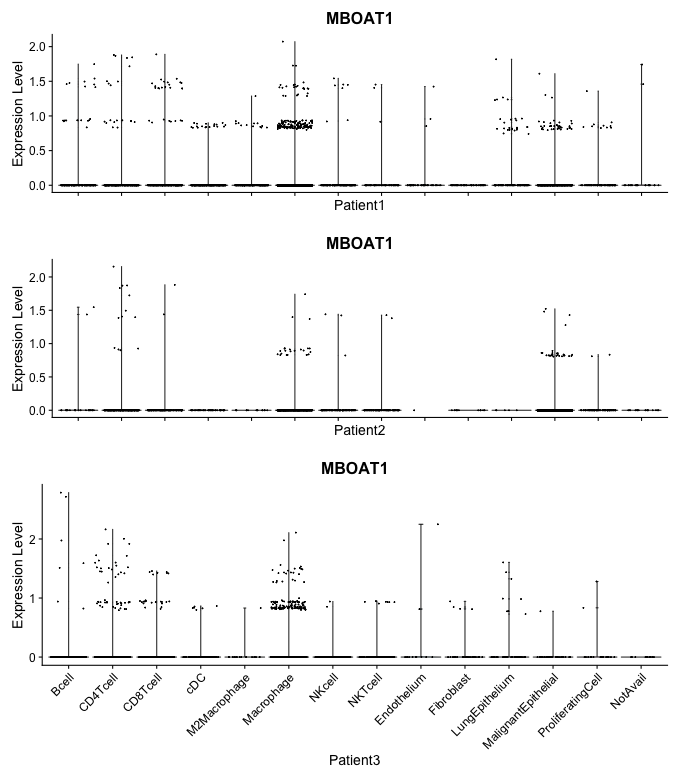 MBOAT1
Expression Level
2.0
1.5
1.0
0.5
0.0
Patient1
MBOAT1
Expression Level
2.0
1.5
1.0
0.5
0.0
Patient2
MBOAT1
Expression Level
2
1
0
Bcell
CD4Tcell
CD8Tcell
cDC
M2Macrophage
Macrophage
NKcell
NKTcell
Endothelium
Fibroblast
LungEpithelium
MalignantEpithelial
ProliferatingCell
NotAvail
Patient3